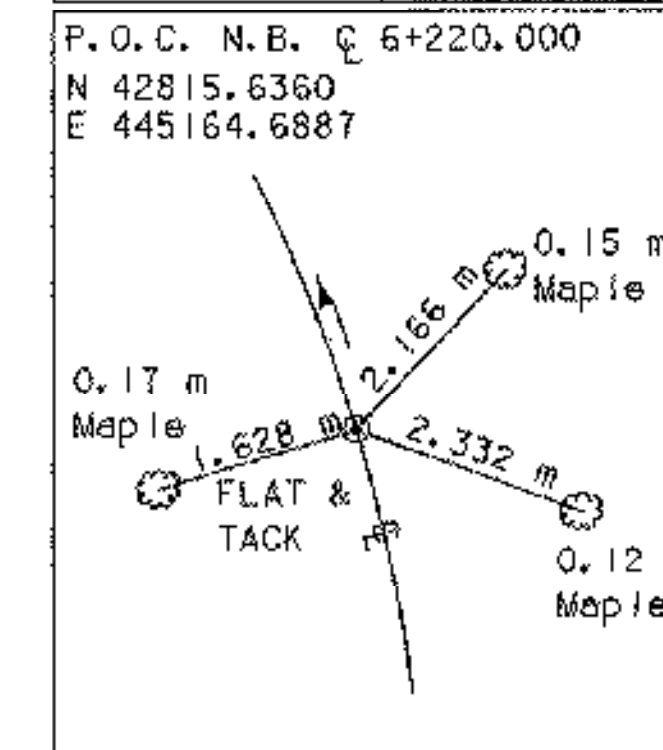 P.O.C. N.B. ℄ 6+220.000
N 42815.6360
E 445164.6887
0.15 m
Maple
2.166 m
0.17 m
Maple
1.628 m
2.332 m
FLAT &
TACK
0.12
Maple